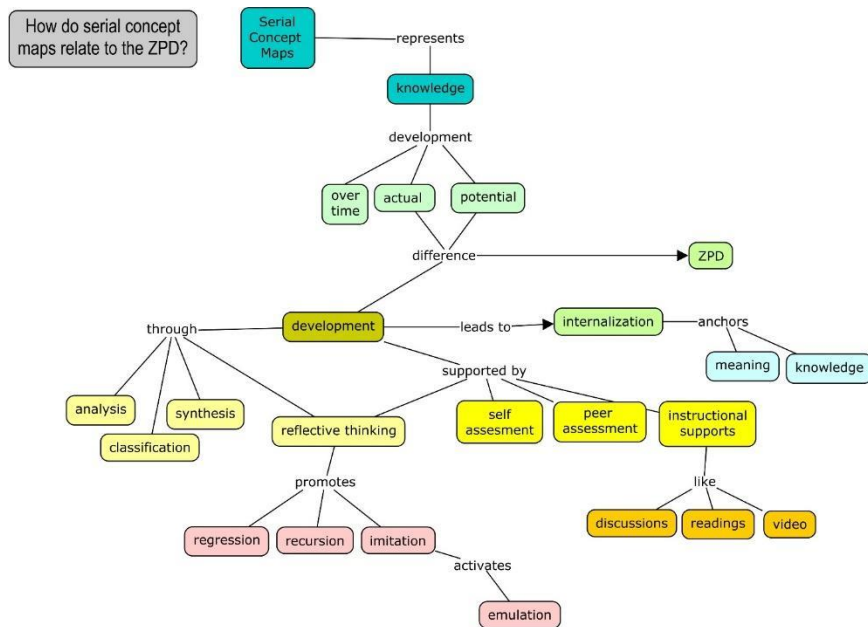 How do serial concept
maps relate to the ZPD?
Serial
Concept
Maps
represents
knowledge
development
over
time
actual
potential
difference
ZPD
through
development
leads to
internalization
anchors
meaning
knowledge
supported by
analysis
synthesis
classification
reflective thinking
self
assesment
peer
assessment
instructional
supports
promotes
like
regression
recursion
imitation
discussions
readings
video
activates
emulation